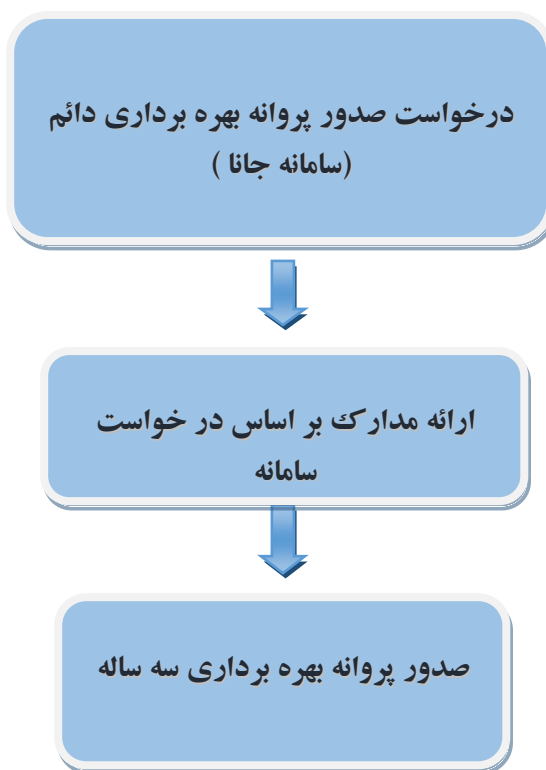 درخواست صدور پروانه بهره برداری دائم
(سامانه جانا )
ارائه مدارک بر اساس در خواست
سامانه
صدور پروانه بهره برداری سه ساله